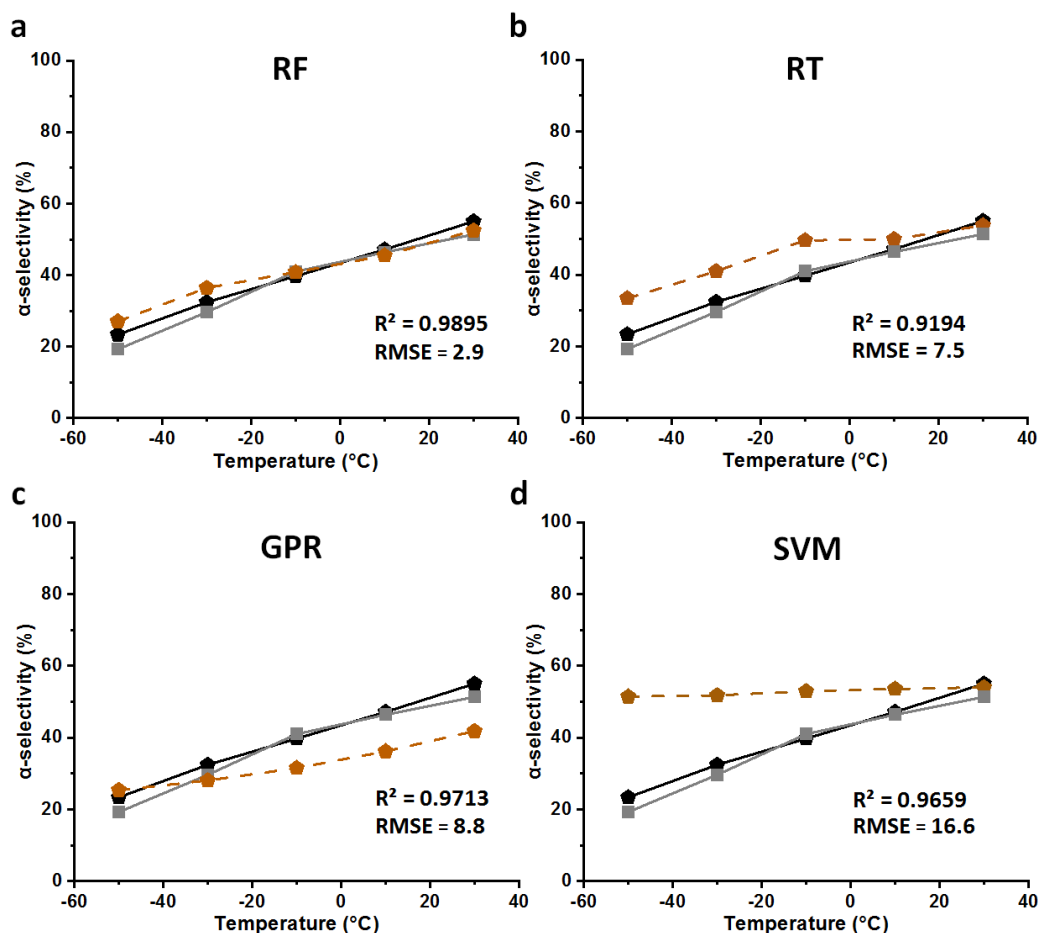 a
RF
100
80
60
40
20
0
α-selectivity (%)
R² = 0.9895
RMSE = 2.9
-60 -40 -20 0 20 40
Temperature (°C)
b
RT
100
80
60
40
20
0
α-selectivity (%)
R² = 0.9194
RMSE = 7.5
-60 -40 -20 0 20 40
Temperature (°C)
c
GPR
100
80
60
40
20
0
α-selectivity (%)
R² = 0.9713
RMSE = 8.8
-60 -40 -20 0 20 40
Temperature (°C)
d
SVM
100
80
60
40
20
0
α-selectivity (%)
R² = 0.9659
RMSE = 16.6
-60 -40 -20 0 20 40
Temperature (°C)